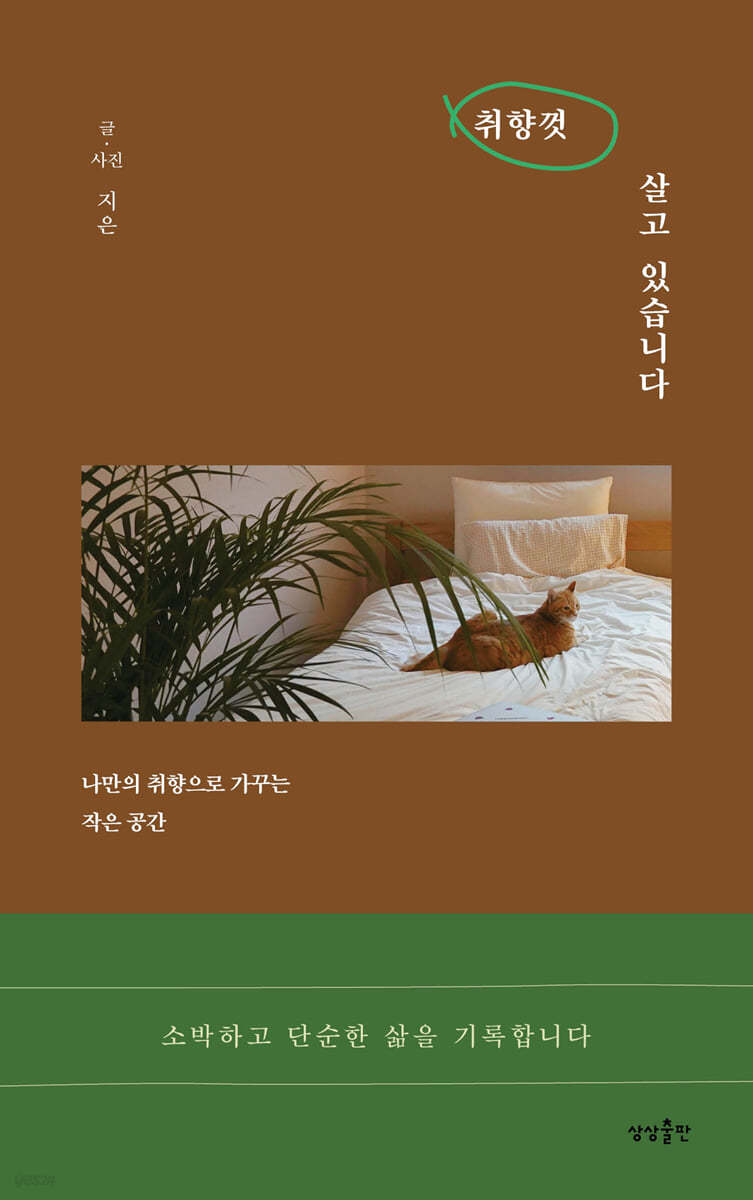 취향껏
살고 있습니다
글·사진 지은
나만의 취향으로 가꾸는
작은 공간
소박하고 단순한 삶을 기록합니다
상상출판
yes24